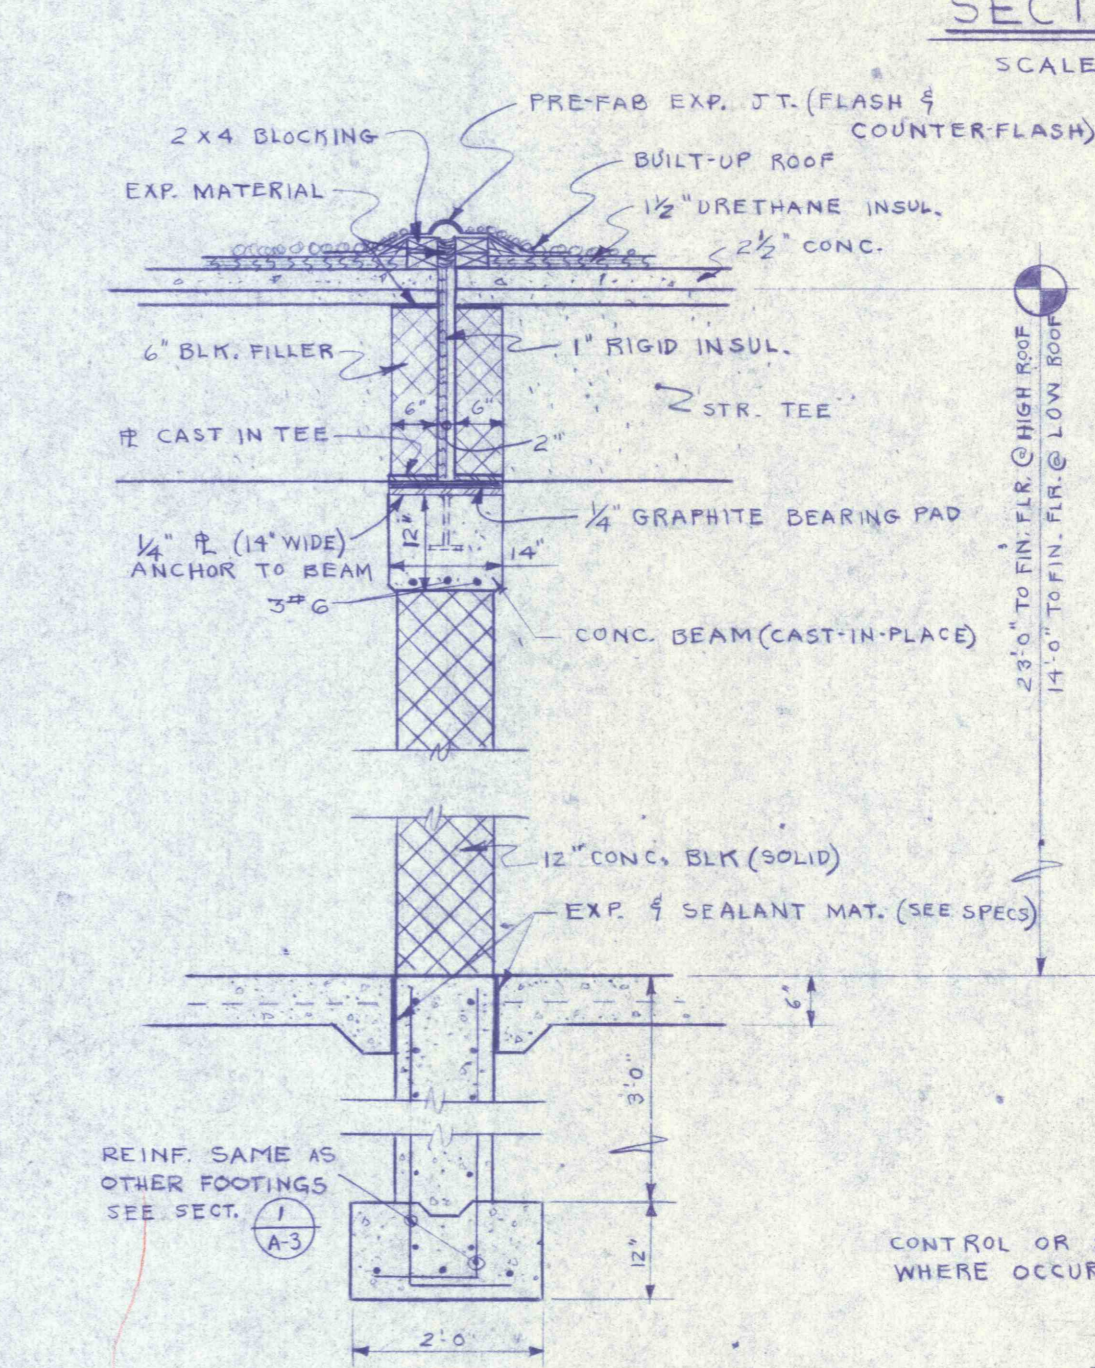 SECT
SCALE
PRE-FAB EXP. JT. (FLASH &
COUNTER-FLASH)
2 X 4 BLOCKING
BUILT-UP ROOF
EXP. MATERIAL
1½" URETHANE INSUL.
2½" CONC.
6" BLK. FILLER
1" RIGID INSUL.
STR. TEE
6"
6"
2"
℄ CAST IN TEE
¼" GRAPHITE BEARING PAD
¼" ℄ (14" WIDE)
ANCHOR TO BEAM
12"
14"
3#6
CONC. BEAM (CAST-IN-PLACE)
23'-0" TO FIN. FLR. @ HIGH ROOF
14'-0" TO FIN. FLR. @ LOW ROOF
12" CONC. BLK (SOLID)
EXP. & SEALANT MAT. (SEE SPECS)
6"
3'-0"
REINF. SAME AS
OTHER FOOTINGS
SEE SECT.
1
A-3
12"
CONTROL OR
WHERE OCCUR
2'-0